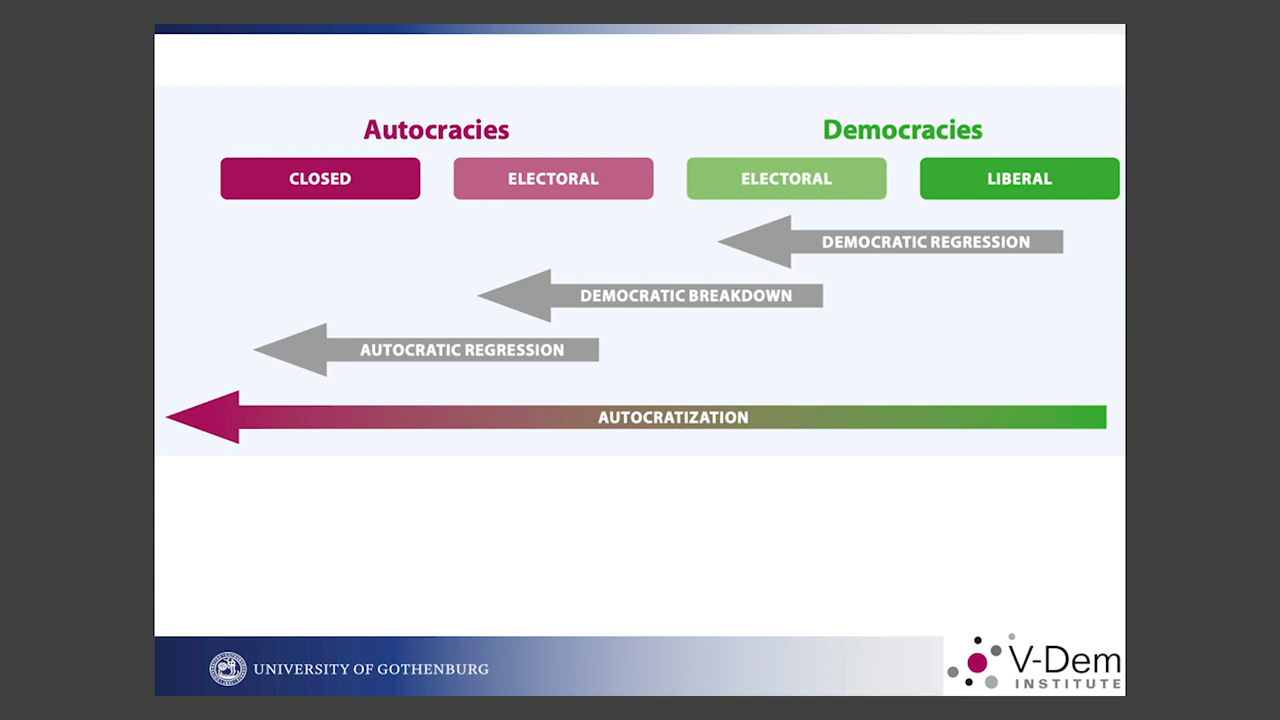 Autocracies
Democracies
CLOSED
ELECTORAL
ELECTORAL
LIBERAL
DEMOCRATIC REGRESSION
DEMOCRATIC BREAKDOWN
AUTOCRATIC REGRESSION
AUTOCRATIZATION
UNIVERSITY OF GOTHENBURG
V-Dem
INSTITUTE